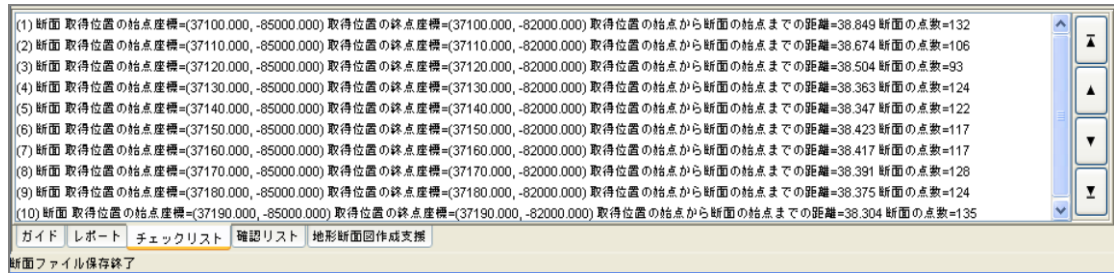 (1) 断面 取得位置の始点座標=(37100.000, -85000.000) 取得位置の終点座標=(37100.000, -82000.000) 取得位置の始点から断面の始点までの距離=38.849 断面の点数=132
(2) 断面 取得位置の始点座標=(37110.000, -85000.000) 取得位置の終点座標=(37110.000, -82000.000) 取得位置の始点から断面の始点までの距離=38.674 断面の点数=106
(3) 断面 取得位置の始点座標=(37120.000, -85000.000) 取得位置の終点座標=(37120.000, -82000.000) 取得位置の始点から断面の始点までの距離=38.504 断面の点数=93
(4) 断面 取得位置の始点座標=(37130.000, -85000.000) 取得位置の終点座標=(37130.000, -82000.000) 取得位置の始点から断面の始点までの距離=38.363 断面の点数=124
(5) 断面 取得位置の始点座標=(37140.000, -85000.000) 取得位置の終点座標=(37140.000, -82000.000) 取得位置の始点から断面の始点までの距離=38.347 断面の点数=122
(6) 断面 取得位置の始点座標=(37150.000, -85000.000) 取得位置の終点座標=(37150.000, -82000.000) 取得位置の始点から断面の始点までの距離=38.423 断面の点数=117
(7) 断面 取得位置の始点座標=(37160.000, -85000.000) 取得位置の終点座標=(37160.000, -82000.000) 取得位置の始点から断面の始点までの距離=38.417 断面の点数=117
(8) 断面 取得位置の始点座標=(37170.000, -85000.000) 取得位置の終点座標=(37170.000, -82000.000) 取得位置の始点から断面の始点までの距離=38.391 断面の点数=128
(9) 断面 取得位置の始点座標=(37180.000, -85000.000) 取得位置の終点座標=(37180.000, -82000.000) 取得位置の始点から断面の始点までの距離=38.375 断面の点数=124
(10) 断面 取得位置の始点座標=(37190.000, -85000.000) 取得位置の終点座標=(37190.000, -82000.000) 取得位置の始点から断面の始点までの距離=38.304 断面の点数=135
ガイド レポート チェックリスト 確認リスト 地形断面図作成支援
断面ファイル保存終了